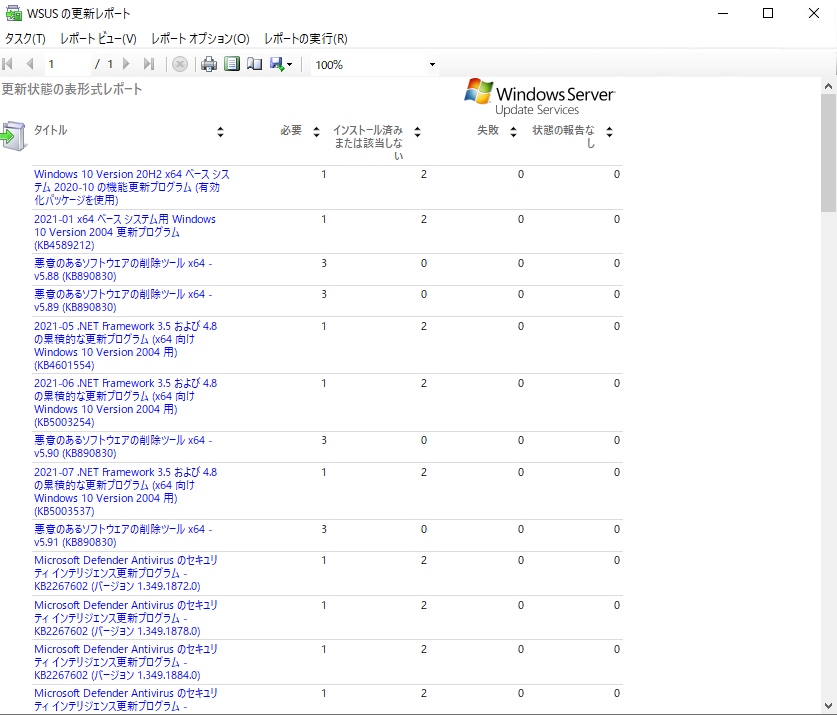 WSUS の更新レポート
タスク(T) レポート ビュー(V) レポート オプション(O) レポートの実行(R)
1 / 1 100%
更新状態の表形式レポート
Windows Server
Update Services
タイトル 必要 インストール済み 失敗 状態の報告な
または該当しな し
い
Windows 10 Version 20H2 x64 ベース シス 1 2 0 0
テム 2020-10 の機能更新プログラム (有効
化パッケージを使用)
2021-01 x64 ベース システム用 Windows 1 2 0 0
10 Version 2004 更新プログラム
(KB4589212)
悪意のあるソフトウェアの削除ツール x64 - 3 0 0 0
v5.88 (KB890830)
悪意のあるソフトウェアの削除ツール x64 - 3 0 0 0
v5.89 (KB890830)
2021-05 .NET Framework 3.5 および 4.8 1 2 0 0
の累積的な更新プログラム (x64 向け
Windows 10 Version 2004 用)
(KB4601554)
2021-06 .NET Framework 3.5 および 4.8 1 2 0 0
の累積的な更新プログラム (x64 向け
Windows 10 Version 2004 用)
(KB5003254)
悪意のあるソフトウェアの削除ツール x64 - 3 0 0 0
v5.90 (KB890830)
2021-07 .NET Framework 3.5 および 4.8 1 2 0 0
の累積的な更新プログラム (x64 向け
Windows 10 Version 2004 用)
(KB5003537)
悪意のあるソフトウェアの削除ツール x64 - 3 0 0 0
v5.91 (KB890830)
Microsoft Defender Antivirus のセキュリ 1 2 0 0
ティ インテリジェンス更新プログラム -
KB2267602 (バージョン 1.349.1872.0)
Microsoft Defender Antivirus のセキュリ 1 2 0 0
ティ インテリジェンス更新プログラム -
KB2267602 (バージョン 1.349.1878.0)
Microsoft Defender Antivirus のセキュリ 1 2 0 0
ティ インテリジェンス更新プログラム -
KB2267602 (バージョン 1.349.1884.0)
Microsoft Defender Antivirus のセキュリ 1 2 0 0
ティ インテリジェンス更新プログラム -